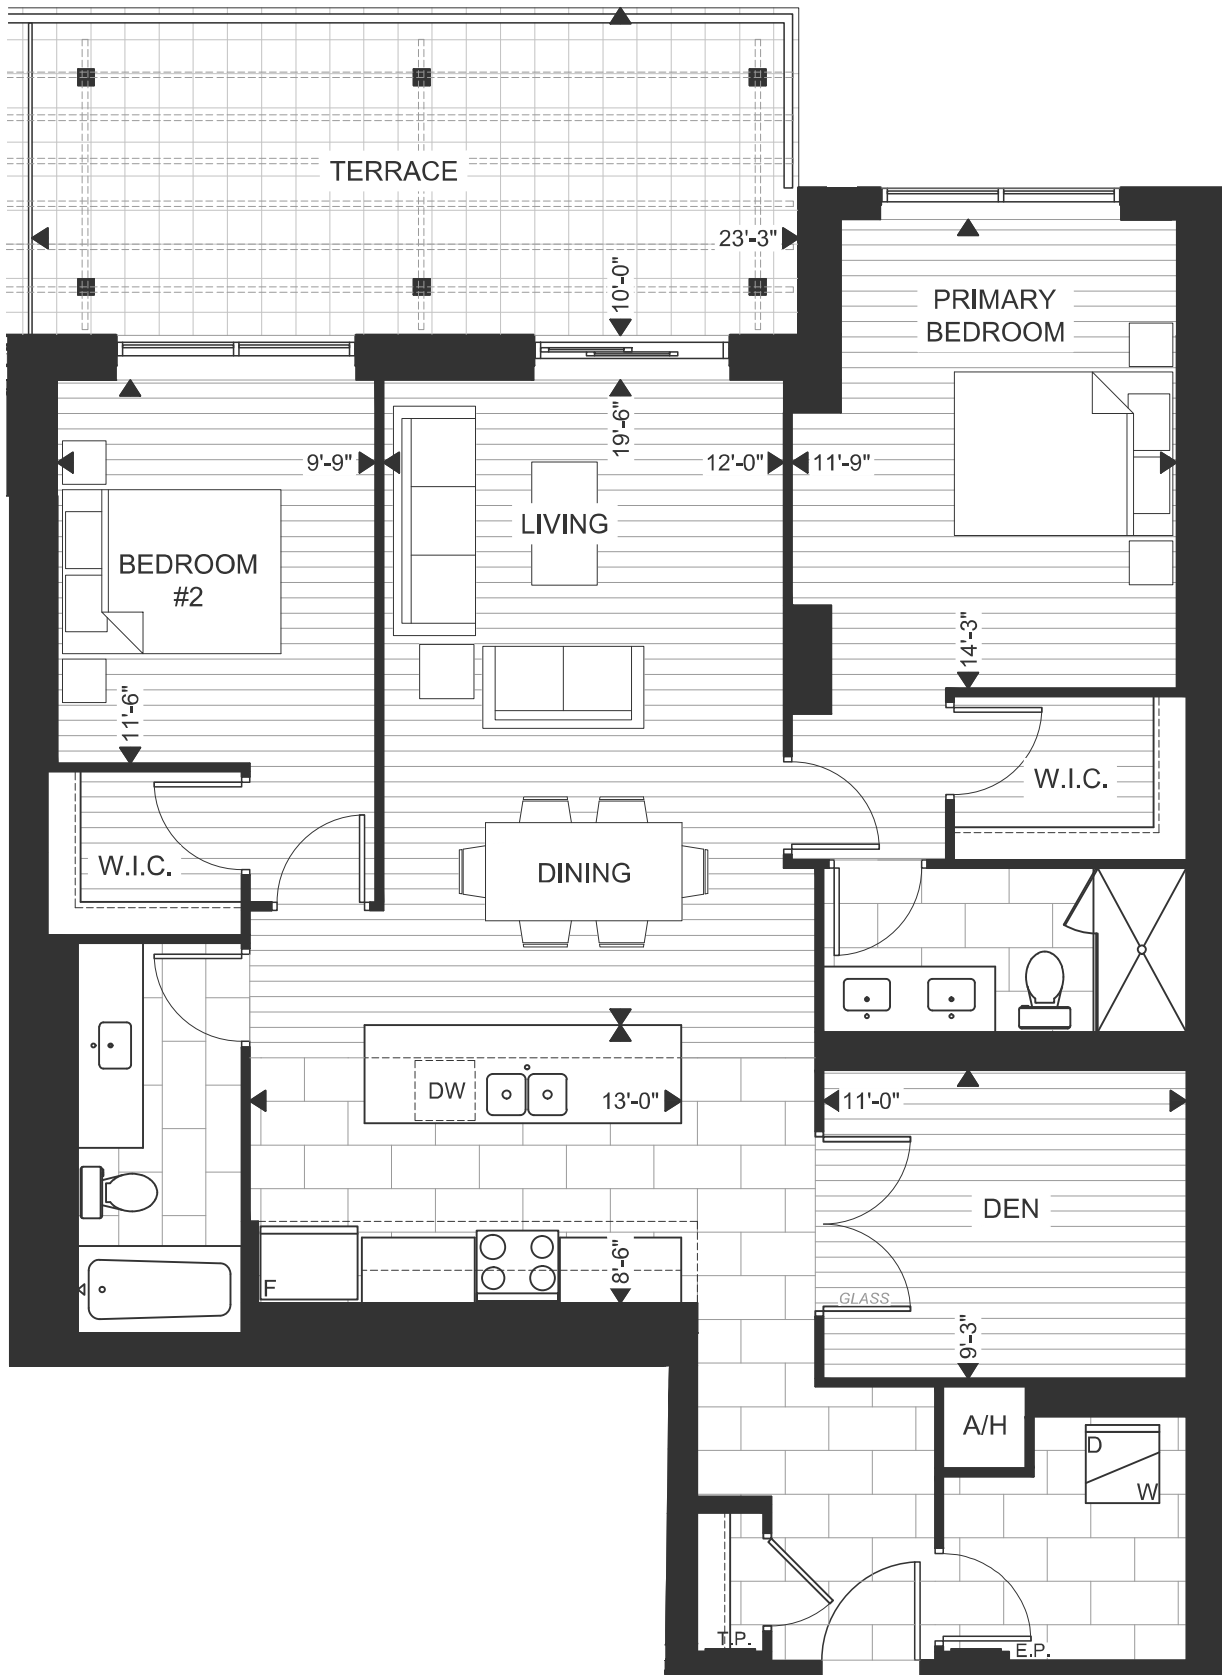 TERRACE
23'-3"
10'-0"
PRIMARY
BEDROOM
19'-6"
9'-9"
12'-0"
11'-9"
LIVING
BEDROOM
#2
14'-3"
11'-6"
W.I.C.
W.I.C.
DINING
DW
13'-0"
11'-0"
DEN
8'-6"
F
GLASS
9'-3"
A/H
D
W
T.P.
E.P.